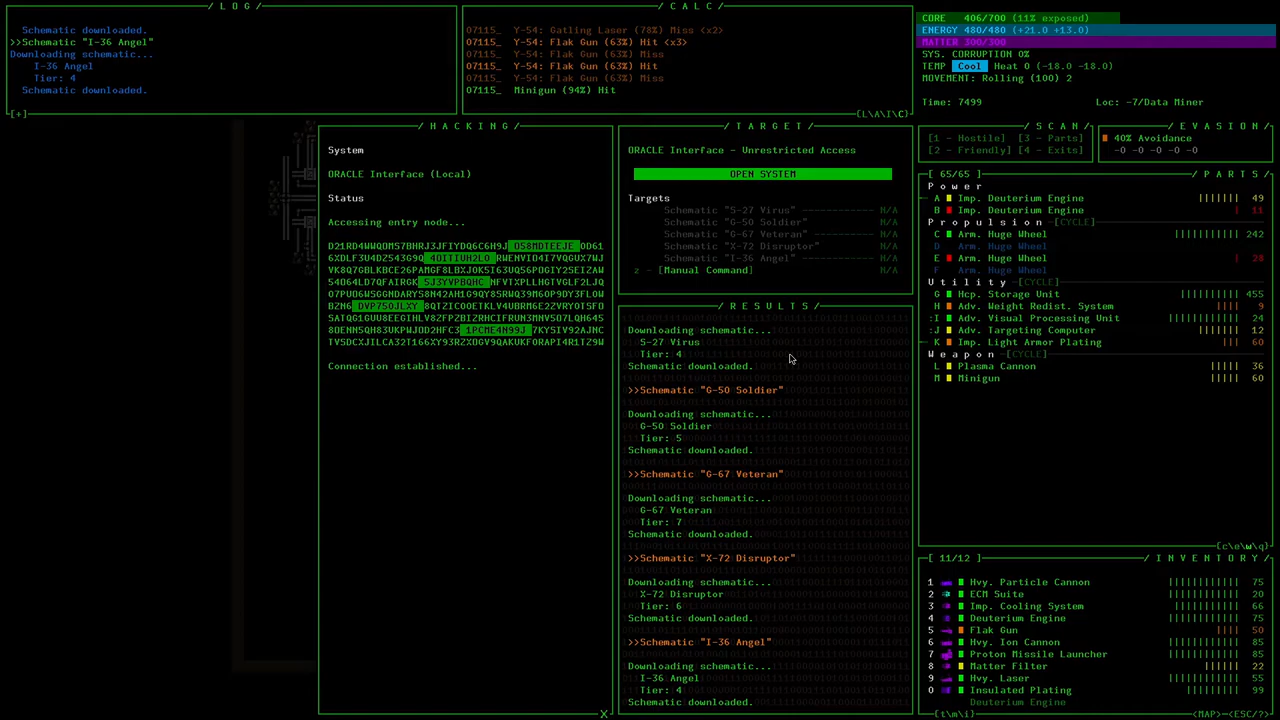 / L O G /
Schematic downloaded.
>>Schematic "I-36 Angel"
Downloading schematic...
I-36 Angel
Tier: 4
Schematic downloaded.
[+]
/ C A L C /
07115_ Y-54: Gatling Laser (78%) Miss <x2>
07115_ Y-54: Flak Gun (63%) Hit <x3>
07115_ Y-54: Flak Gun (63%) Miss
07115_ Y-54: Flak Gun (63%) Hit
07115_ Y-54: Flak Gun (63%) Miss
07115_ Minigun (94%) Hit
(L\A\I\C)
CORE 406/700 (11% exposed)
ENERGY 480/480 (+21.0 +13.0)
MATTER 300/300
SYS. CORRUPTION 0%
TEMP Cool Heat 0 (-18.0 -18.0)
MOVEMENT: Rolling (100) 2
Time: 7499 Loc: -7/Data Miner
/ S C A N /
[1 - Hostile] [3 - Parts]
[2 - Friendly] [4 - Exits]
/ E V A S I O N /
40% Avoidance
-0 -0 -0 -0 -0
/ H A C K I N G /
System
ORACLE Interface (Local)
Status
Accessing entry node...
Connection established...
X
/ T A R G E T /
ORACLE Interface - Unrestricted Access
OPEN SYSTEM
Targets
Schematic "S-27 Virus" ------------ N/A
Schematic "G-50 Soldier" ---------- N/A
Schematic "G-67 Veteran" ---------- N/A
Schematic "X-72 Disruptor" -------- N/A
Schematic "I-36 Angel" ------------ N/A
z - [Manual Command] N/A
/ R E S U L T S /
Downloading schematic...
S-27 Virus
Tier: 4
Schematic downloaded.
>>Schematic "G-50 Soldier"
Downloading schematic...
G-50 Soldier
Tier: 5
Schematic downloaded.
>>Schematic "G-67 Veteran"
Downloading schematic...
G-67 Veteran
Tier: 7
Schematic downloaded.
>>Schematic "X-72 Disruptor"
Downloading schematic...
X-72 Disruptor
Tier: 6
Schematic downloaded.
>>Schematic "I-36 Angel"
Downloading schematic...
I-36 Angel
Tier: 4
Schematic downloaded.
[ 65/65 ] / P A R T S /
P o w e r
A Imp. Deuterium Engine 49
B Imp. Deuterium Engine 11
P r o p u l s i o n [CYCLE]
C Arm. Huge Wheel 242
D Arm. Huge Wheel
E Arm. Huge Wheel 28
F Arm. Huge Wheel
U t i l i t y [CYCLE]
G Hcp. Storage Unit 455
H Adv. Weight Redist. System 9
I Adv. Visual Processing Unit 24
J Adv. Targeting Computer 12
K Imp. Light Armor Plating 60
W e a p o n [CYCLE]
L Plasma Cannon 36
M Minigun 60
(c\e\w\q)
[ 11/12 ] / I N V E N T O R Y /
1 Hvy. Particle Cannon 75
2 ECM Suite 20
3 Imp. Cooling System 66
4 Deuterium Engine 75
5 Flak Gun 50
6 Hvy. Ion Cannon 85
7 Proton Missile Launcher 85
8 Matter Filter 22
9 Hvy. Laser 55
0 Insulated Plating 99
Deuterium Engine
(t\m\i) <MAP>-<ESC/?>